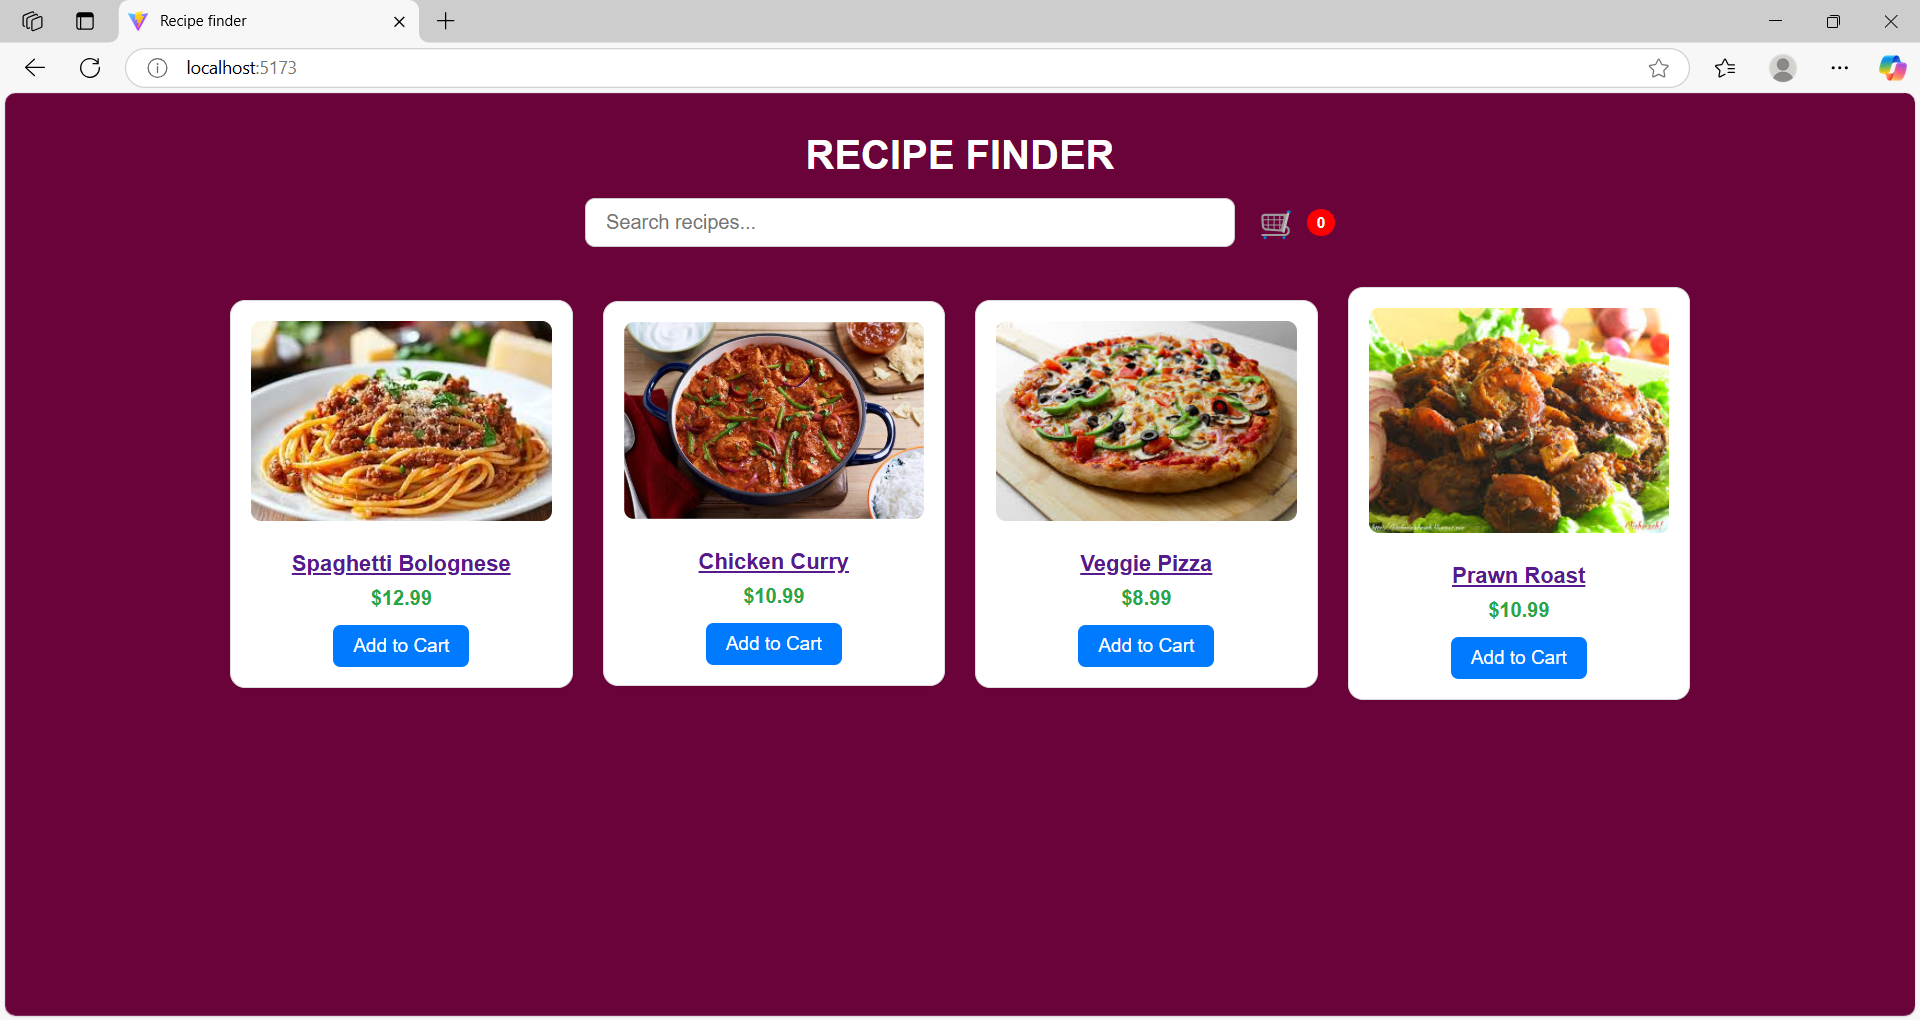 Recipe finder
localhost:5173
RECIPE FINDER
Search recipes...
0
Spaghetti Bolognese
$12.99
Add to Cart
Chicken Curry
$10.99
Add to Cart
Veggie Pizza
$8.99
Add to Cart
Prawn Roast
$10.99
Add to Cart